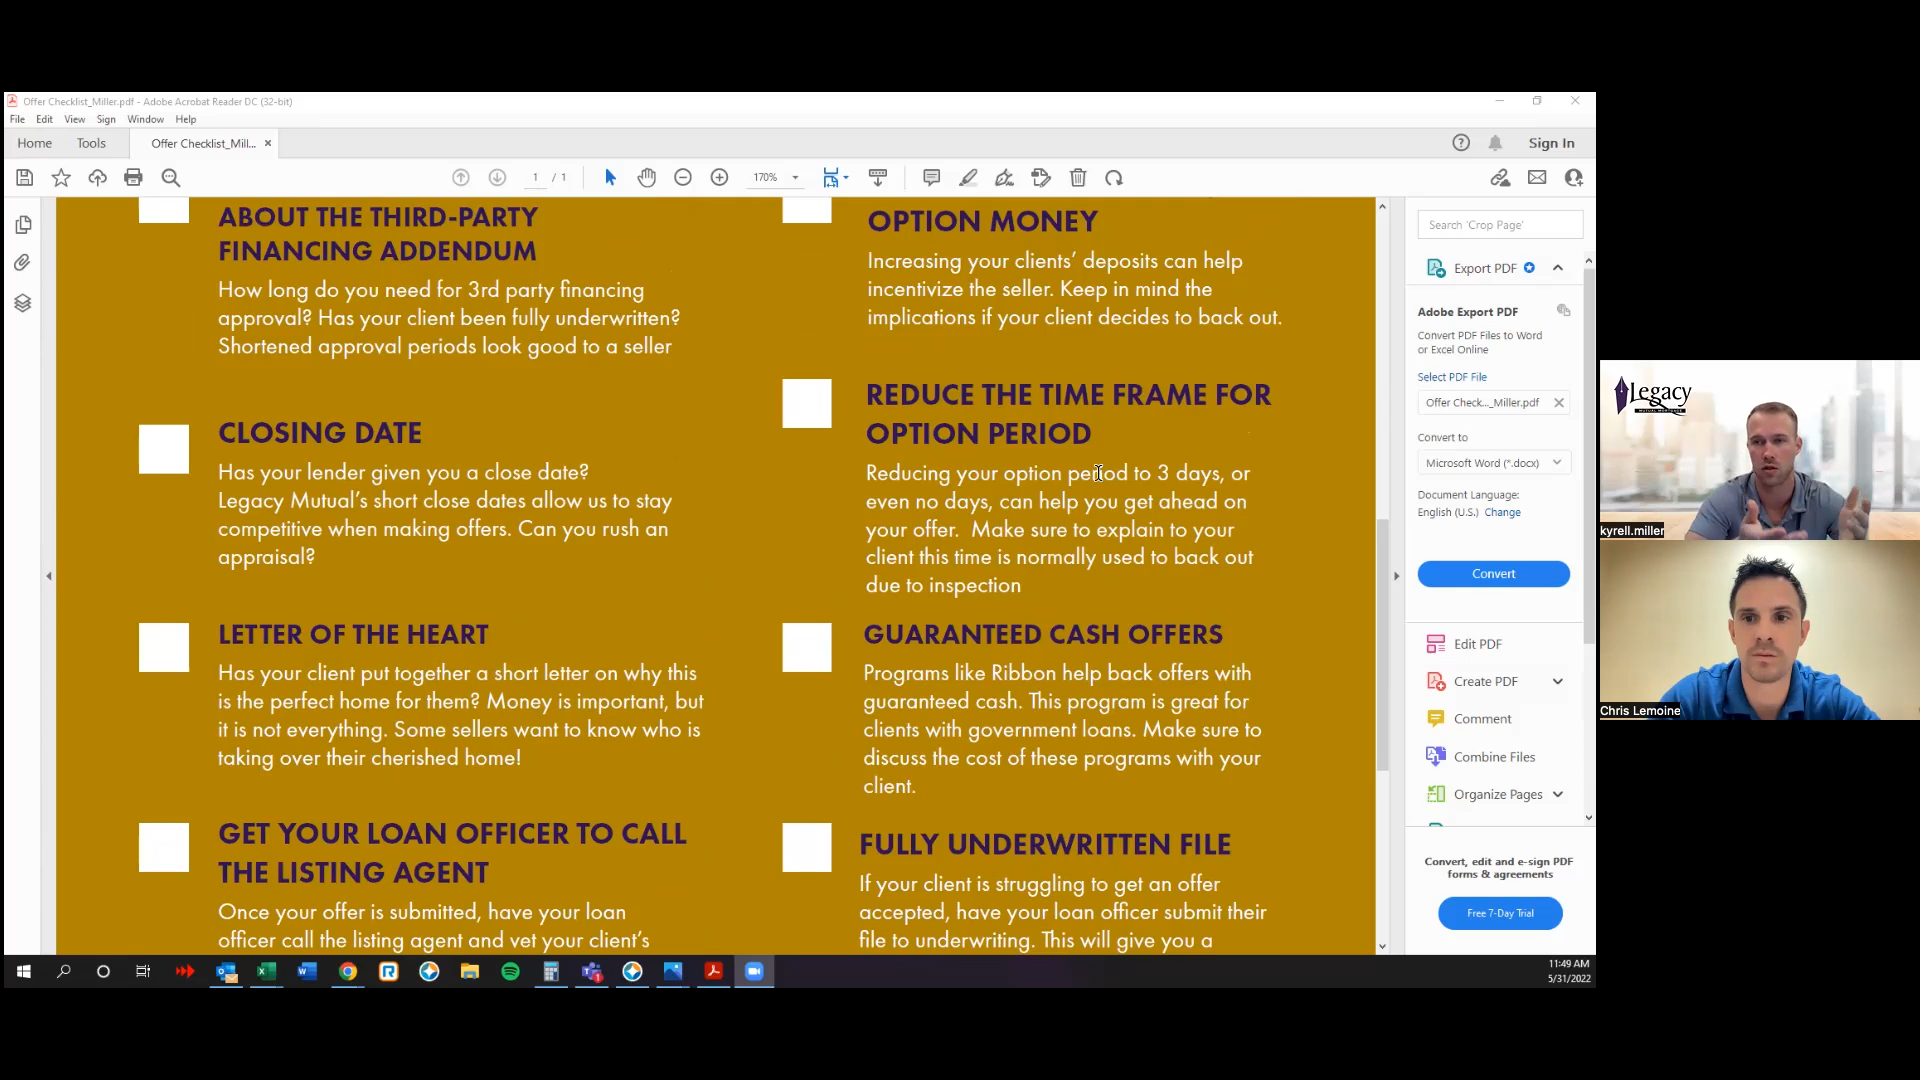 Offer Checklist_Miller.pdf - Adobe Acrobat Reader DC (32-bit)
File Edit View Sign Window Help
Home Tools Offer Checklist_Mill... × Sign In
1 / 1 170%
ABOUT THE THIRD-PARTY
FINANCING ADDENDUM
How long do you need for 3rd party financing
approval? Has your client been fully underwritten?
Shortened approval periods look good to a seller
CLOSING DATE
Has your lender given you a close date?
Legacy Mutual's short close dates allow us to stay
competitive when making offers. Can you rush an
appraisal?
LETTER OF THE HEART
Has your client put together a short letter on why this
is the perfect home for them? Money is important, but
it is not everything. Some sellers want to know who is
taking over their cherished home!
GET YOUR LOAN OFFICER TO CALL
THE LISTING AGENT
Once your offer is submitted, have your loan
officer call the listing agent and vet your client's
OPTION MONEY
Increasing your clients' deposits can help
incentivize the seller. Keep in mind the
implications if your client decides to back out.
REDUCE THE TIME FRAME FOR
OPTION PERIOD
Reducing your option period to 3 days, or
even no days, can help you get ahead on
your offer. Make sure to explain to your
client this time is normally used to back out
due to inspection
GUARANTEED CASH OFFERS
Programs like Ribbon help back offers with
guaranteed cash. This program is great for
clients with government loans. Make sure to
discuss the cost of these programs with your
client.
FULLY UNDERWRITTEN FILE
If your client is struggling to get an offer
accepted, have your loan officer submit their
file to underwriting. This will give you a
Search 'Crop Page'
Export PDF
Adobe Export PDF
Convert PDF Files to Word
or Excel Online
Select PDF File
Offer Check..._Miller.pdf
Convert to
Microsoft Word (*.docx)
Document Language:
English (U.S.) Change
Convert
Edit PDF
Create PDF
Comment
Combine Files
Organize Pages
Convert, edit and e-sign PDF
forms & agreements
Free 7-Day Trial
11:49 AM
5/31/2022
Legacy
kyrell.miller
Chris Lemoine